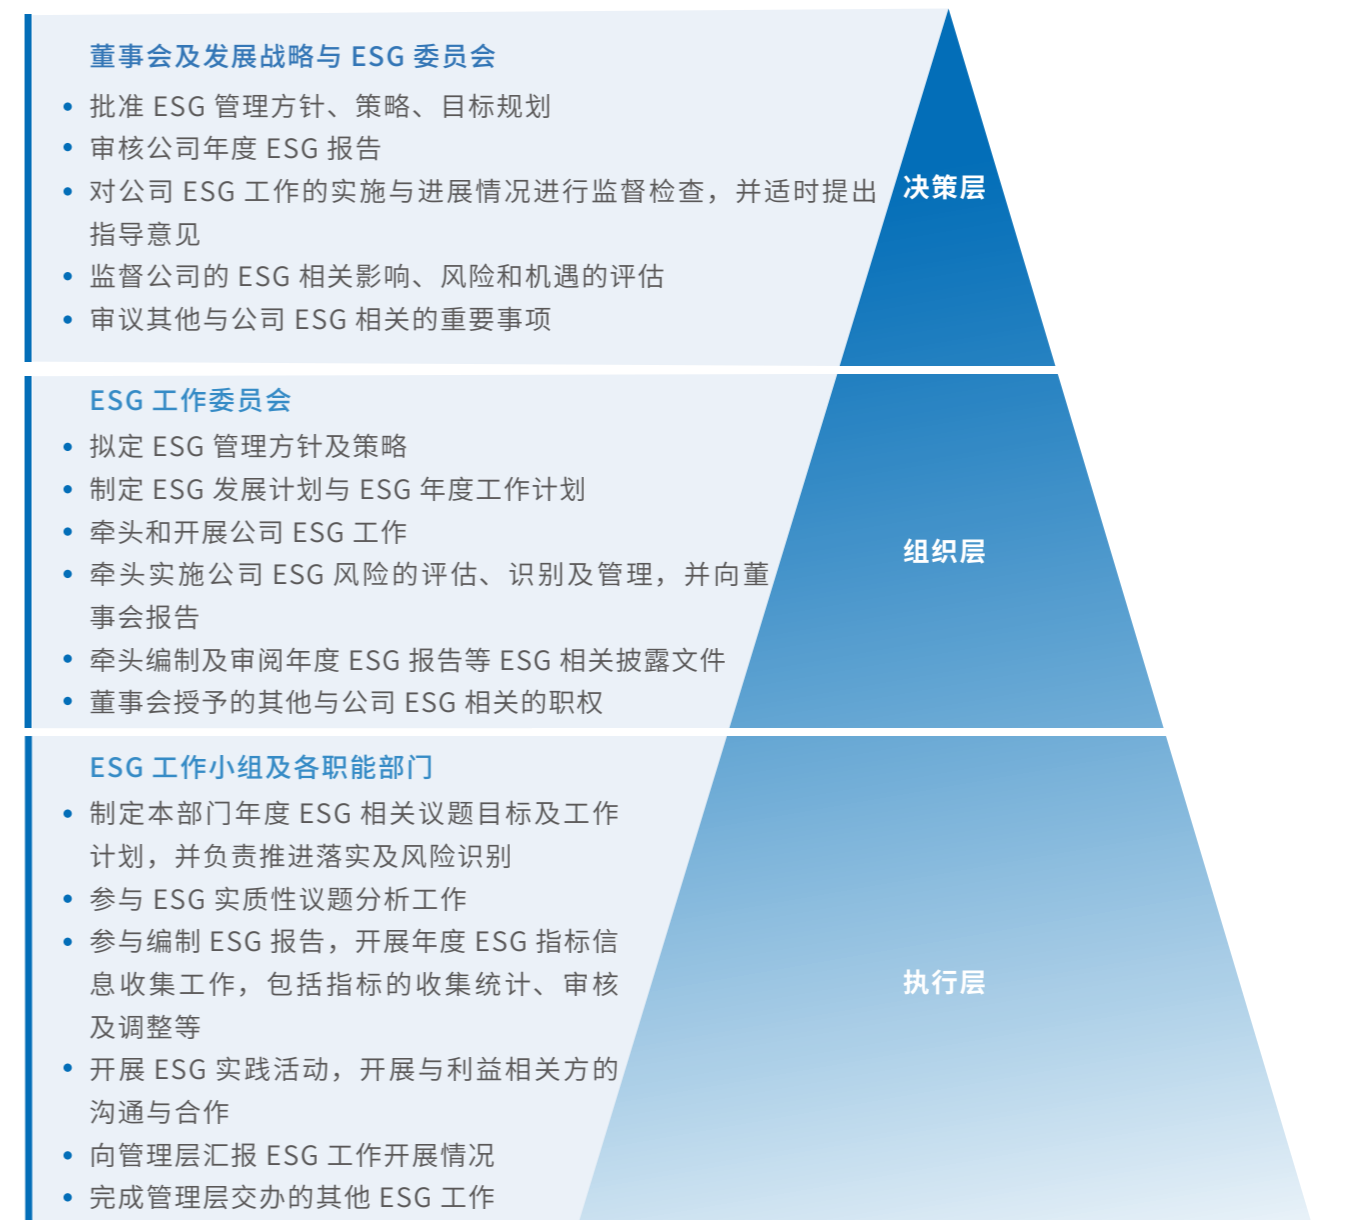 董事会及发展战略与 ESG 委员会
• 批准 ESG 管理方针、策略、目标规划
• 审核公司年度 ESG 报告
• 对公司 ESG 工作的实施与进展情况进行监督检查，并适时提出
指导意见
• 监督公司的 ESG 相关影响、风险和机遇的评估
• 审议其他与公司 ESG 相关的重要事项
决策层
ESG 工作委员会
• 拟定 ESG 管理方针及策略
• 制定 ESG 发展计划与 ESG 年度工作计划
• 牵头和开展公司 ESG 工作
• 牵头实施公司 ESG 风险的评估、识别及管理，并向董
事会报告
• 牵头编制及审阅年度 ESG 报告等 ESG 相关披露文件
• 董事会授予的其他与公司 ESG 相关的职权
组织层
ESG 工作小组及各职能部门
• 制定本部门年度 ESG 相关议题目标及工作
计划，并负责推进落实及风险识别
• 参与 ESG 实质性议题分析工作
• 参与编制 ESG 报告，开展年度 ESG 指标信
息收集工作，包括指标的收集统计、审核
及调整等
• 开展 ESG 实践活动，开展与利益相关方的
沟通与合作
• 向管理层汇报 ESG 工作开展情况
• 完成管理层交办的其他 ESG 工作
执行层